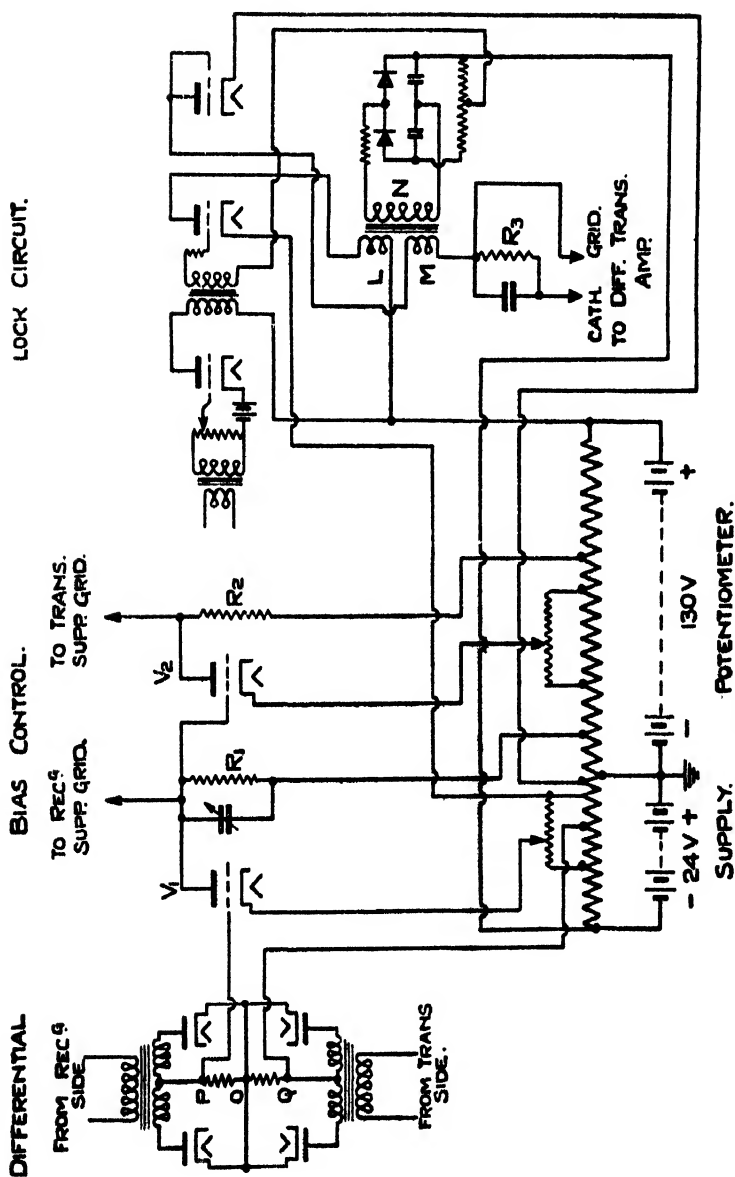 LOCK CIRCUIT.
BIAS CONTROL.
DIFFERENTIAL
TO TRANS.
SUPP. GRID.
TO RECG
SUPP. GRID.
FROM RECG
SIDE
V1
V2
R1
R2
R3
L
M
N
P
O
Q
CATH. GRID.
TO DIFF. TRANS.
AMP.
FROM TRANS
SIDE.
- 24V +
- 130V +
SUPPLY. POTENTIOMETER.